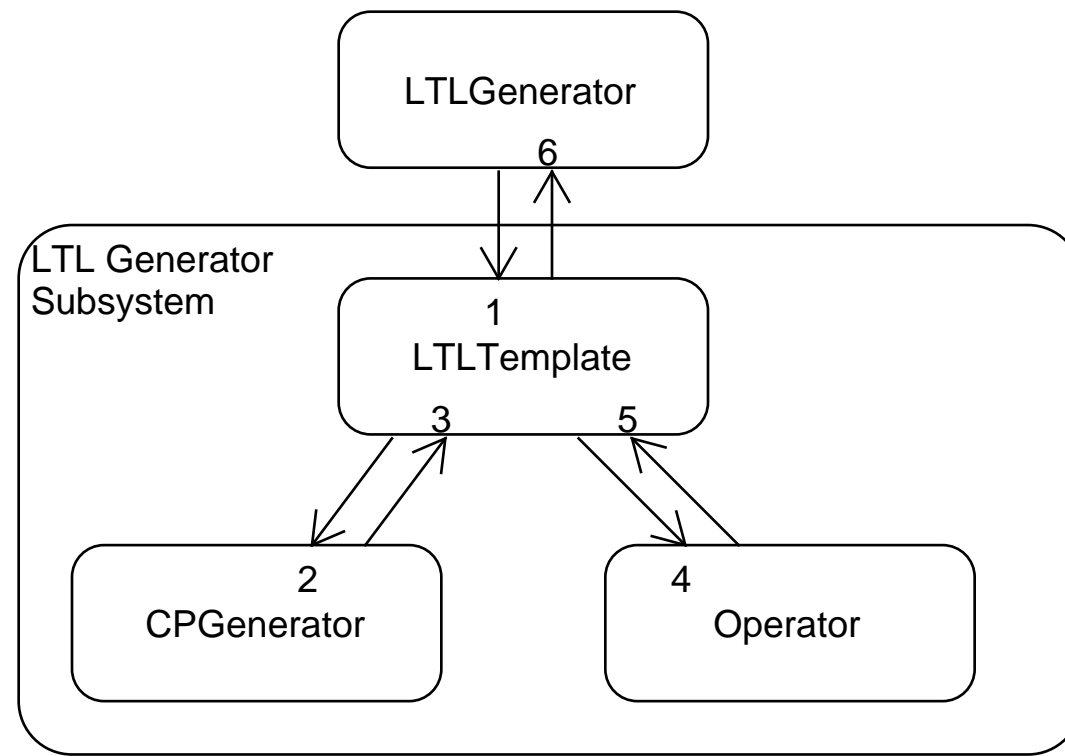 LTLGenerator
6
LTL Generator
Subsystem
1
LTLTemplate
3
5
2
4
CPGenerator
Operator